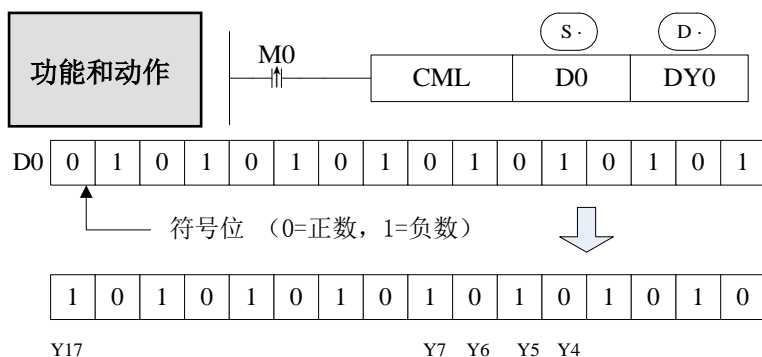 S· D·
功能和动作 M0 CML D0 DY0
D0 0 1 0 1 0 1 0 1 0 1 0 1 0 1 0 1
符号位 (0=正数，1=负数)
1 0 1 0 1 0 1 0 1 0 1 0 1 0 1 0
Y17 Y7 Y6 Y5 Y4